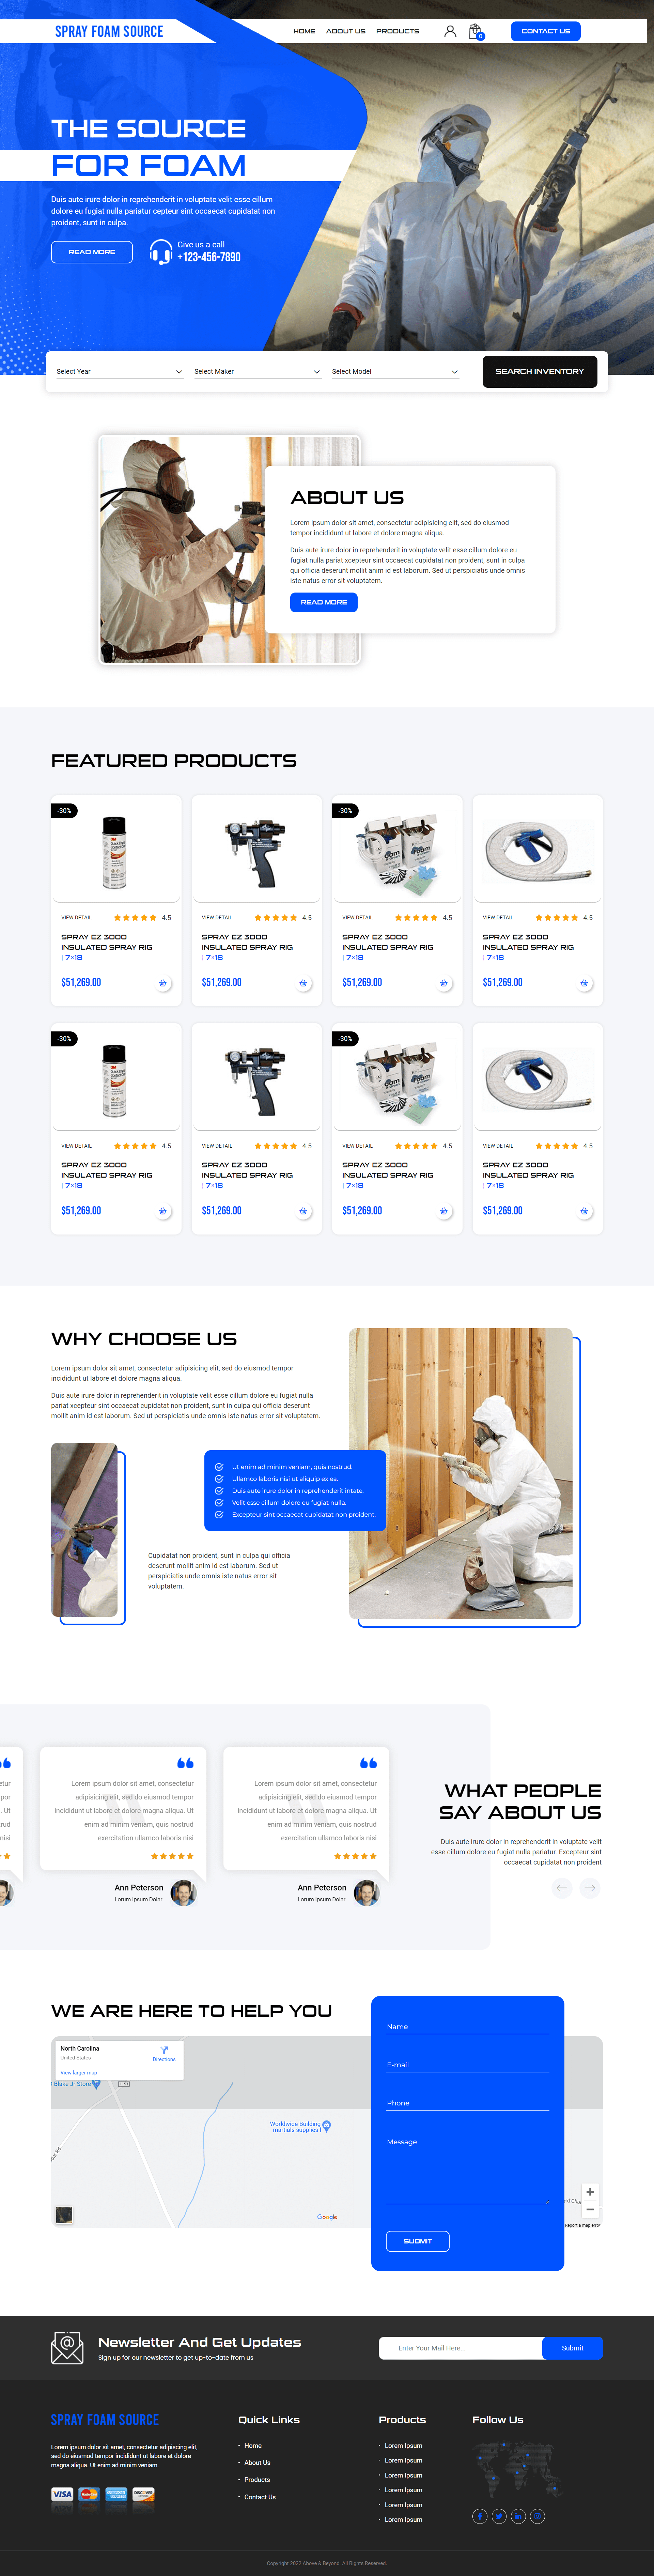 SPRAY FOAM SOURCE
HOME ABOUT US PRODUCTS
0
CONTACT US
THE SOURCE
FOR FOAM
Duis aute irure dolor in reprehenderit in voluptate velit esse cillum
dolore eu fugiat nulla pariatur cepteur sint occaecat cupidatat non
proident, sunt in culpa.
READ MORE
Give us a call
+123-456-7890
Select Year
Select Maker
Select Model
SEARCH INVENTORY
ABOUT US
Lorem ipsum dolor sit amet, consectetur adipisicing elit, sed do eiusmod
tempor incididunt ut labore et dolore magna aliqua.
Duis aute irure dolor in reprehenderit in voluptate velit esse cillum dolore eu
fugiat nulla pariat xcepteur sint occaecat cupidatat non proident, sunt in culpa
qui officia deserunt mollit anim id est laborum. Sed ut perspiciatis unde omnis
iste natus error sit voluptatem.
READ MORE
FEATURED PRODUCTS
-30%
VIEW DETAIL 4.5
SPRAY EZ 3000
INSULATED SPRAY RIG
| 7×18
$51,269.00
VIEW DETAIL 4.5
SPRAY EZ 3000
INSULATED SPRAY RIG
| 7×18
$51,269.00
-30%
VIEW DETAIL 4.5
SPRAY EZ 3000
INSULATED SPRAY RIG
| 7×18
$51,269.00
VIEW DETAIL 4.5
SPRAY EZ 3000
INSULATED SPRAY RIG
| 7×18
$51,269.00
-30%
VIEW DETAIL 4.5
SPRAY EZ 3000
INSULATED SPRAY RIG
| 7×18
$51,269.00
VIEW DETAIL 4.5
SPRAY EZ 3000
INSULATED SPRAY RIG
| 7×18
$51,269.00
-30%
VIEW DETAIL 4.5
SPRAY EZ 3000
INSULATED SPRAY RIG
| 7×18
$51,269.00
VIEW DETAIL 4.5
SPRAY EZ 3000
INSULATED SPRAY RIG
| 7×18
$51,269.00
WHY CHOOSE US
Lorem ipsum dolor sit amet, consectetur adipisicing elit, sed do eiusmod tempor
incididunt ut labore et dolore magna aliqua.
Duis aute irure dolor in reprehenderit in voluptate velit esse cillum dolore eu fugiat nulla
pariat xcepteur sint occaecat cupidatat non proident, sunt in culpa qui officia deserunt
mollit anim id est laborum. Sed ut perspiciatis unde omnis iste natus error sit voluptatem.
Ut enim ad minim veniam, quis nostrud.
Ullamco laboris nisi ut aliquip ex ea.
Duis aute irure dolor in reprehenderit intate.
Velit esse cillum dolore eu fugiat nulla.
Excepteur sint occaecat cupidatat non proident.
Cupidatat non proident, sunt in culpa qui officia
deserunt mollit anim id est laborum. Sed ut
perspiciatis unde omnis iste natus error sit
voluptatem.
Lorem ipsum dolor sit amet, consectetur
adipisicing elit, sed do eiusmod tempor
incididunt ut labore et dolore magna aliqua. Ut
enim ad minim veniam, quis nostrud
exercitation ullamco laboris nisi
Ann Peterson
Lorum Ipsum Dolar
Lorem ipsum dolor sit amet, consectetur
adipisicing elit, sed do eiusmod tempor
incididunt ut labore et dolore magna aliqua. Ut
enim ad minim veniam, quis nostrud
exercitation ullamco laboris nisi
Ann Peterson
Lorum Ipsum Dolar
WHAT PEOPLE
SAY ABOUT US
Duis aute irure dolor in reprehenderit in voluptate velit
esse cillum dolore eu fugiat nulla pariatur. Excepteur sint
occaecat cupidatat non proident
WE ARE HERE TO HELP YOU
North Carolina
United States
Directions
View larger map
Blake Jr Store
Worldwide Building
martials supplies l
Google
Report a map error
Name
E-mail
Phone
Message
SUBMIT
Newsletter And Get Updates
Sign up for our newsletter to get up-to-date from us
Enter Your Mail Here...
Submit
SPRAY FOAM SOURCE
Lorem ipsum dolor sit amet, consectetur adipisicing elit,
sed do eiusmod tempor incididunt ut labore et dolore
magna aliqua. Ut enim ad minim veniam.
VISA
Quick Links
Home
About Us
Products
Contact Us
Products
Lorem Ipsum
Lorem Ipsum
Lorem Ipsum
Lorem Ipsum
Lorem Ipsum
Lorem Ipsum
Follow Us
Copyright 2022 Above & Beyond. All Rights Reserved.